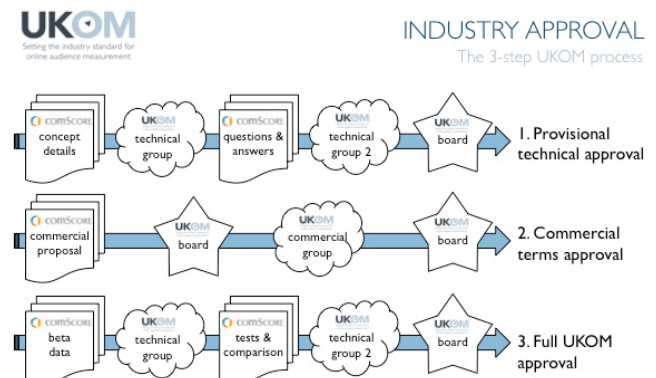 UKOM
Setting the industry standard for
online audience measurement
INDUSTRY APPROVAL
The 3-step UKOM process
comSCORE
concept
details
UKOM
technical
group
comSCORE
questions &
answers
UKOM
technical
group 2
UKOM
board
1. Provisional
technical approval
comSCORE
commercial
proposal
UKOM
board
UKOM
commercial
group
UKOM
board
2. Commercial
terms approval
comSCORE
beta
data
UKOM
technical
group
comSCORE
tests &
comparison
UKOM
technical
group 2
UKOM
board
3. Full UKOM
approval